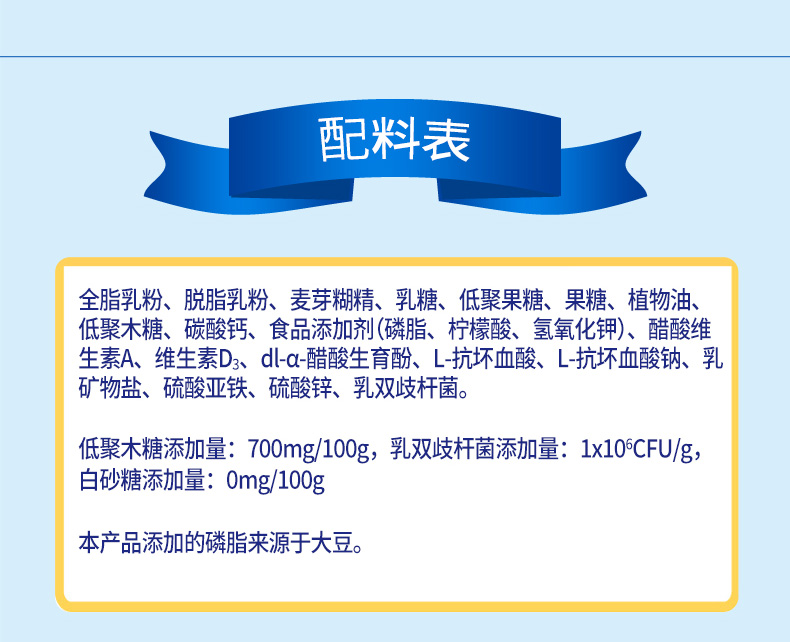 配料表
全脂乳粉、脱脂乳粉、麦芽糊精、乳糖、低聚果糖、果糖、植物油、
低聚木糖、碳酸钙、食品添加剂(磷脂、柠檬酸、氢氧化钾)、醋酸维
生素A、维生素D₃、dl-α-醋酸生育酚、L-抗坏血酸、L-抗坏血酸钠、乳
矿物盐、硫酸亚铁、硫酸锌、乳双歧杆菌。
低聚木糖添加量：700mg/100g，乳双歧杆菌添加量：1x10⁶CFU/g，
白砂糖添加量：0mg/100g
本产品添加的磷脂来源于大豆。